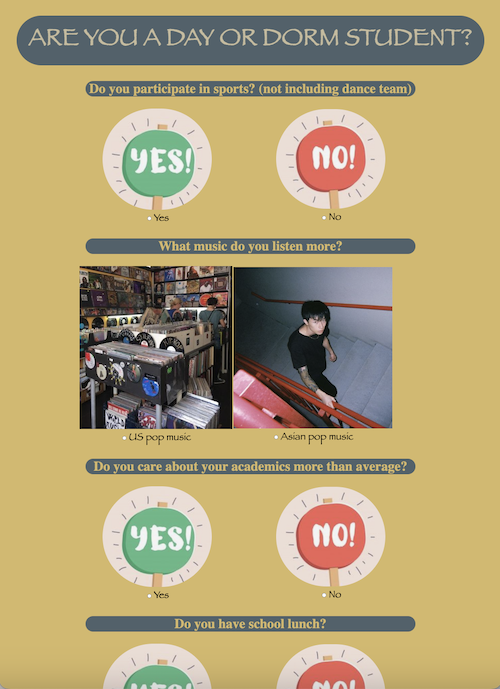 ARE YOU A DAY OR DORM STUDENT?
Do you participate in sports? (not including dance team)
YES! NO!
Yes No
What music do you listen more?
US pop music Asian pop music
Do you care about your academics more than average?
YES! NO!
Yes No
Do you have school lunch?
YES! NO!